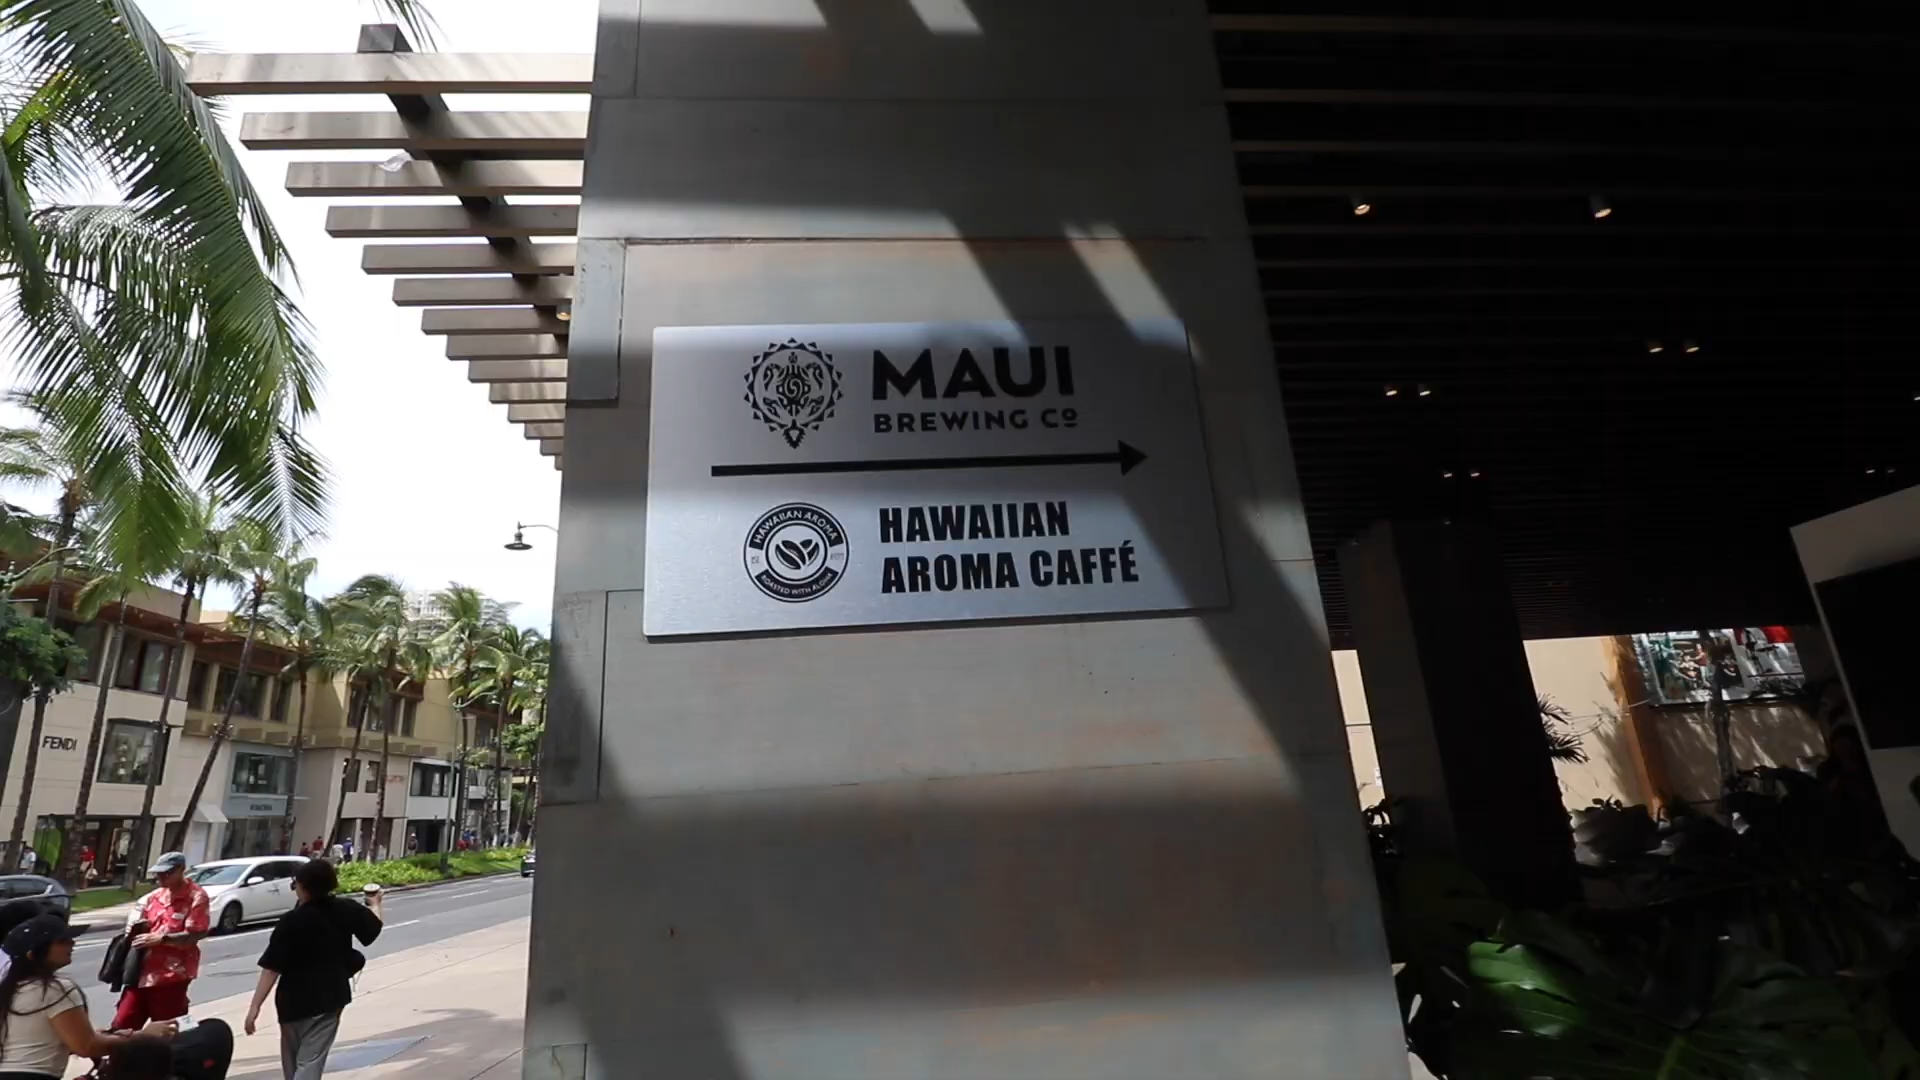 MAUI
BREWING Cº
HAWAIIAN AROMA
ROASTED WITH ALOHA
HAWAIIAN
AROMA CAFFÉ
FENDI